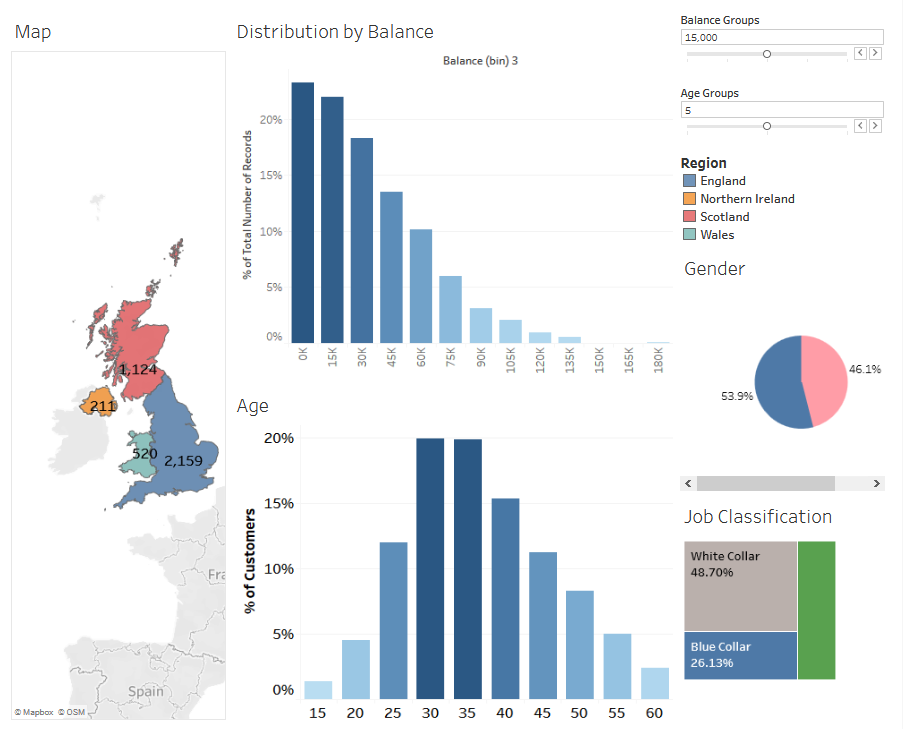 Map
1,124
211
520
2,159
Fra
Spain
© Mapbox © OSM
Distribution by Balance
Balance (bin) 3
% of Total Number of Records
20%
15%
10%
5%
0%
0K 15K 30K 45K 60K 75K 90K 105K 120K 135K 150K 165K 180K
Age
% of Customers
20%
15%
10%
5%
0%
15 20 25 30 35 40 45 50 55 60
Balance Groups
15,000
Age Groups
5
Region
England
Northern Ireland
Scotland
Wales
Gender
46.1%
53.9%
Job Classification
White Collar
48.70%
Blue Collar
26.13%